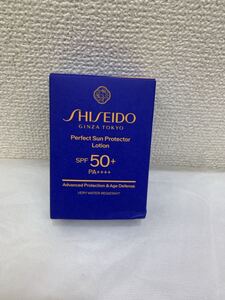 SHISEIDO
GINZA TOKYO
Perfect Sun Protector
Lotion
SPF 50+
PA++++
Advanced Protection & Age Defense
VERY WATER RESISTANT